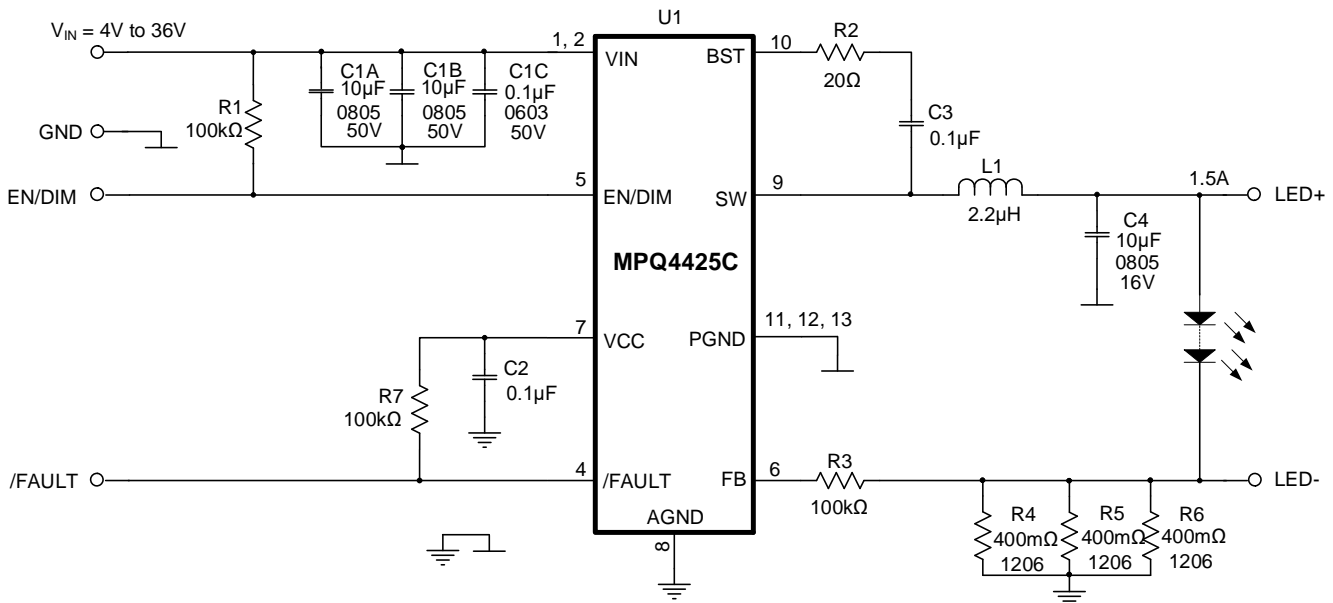 U1
V_IN = 4V to 36V
1, 2
VIN
BST
10
R2
20Ω
C1A
10µF
0805
50V
C1B
10µF
0805
50V
C1C
0.1µF
0603
50V
R1
100kΩ
C3
0.1µF
GND
EN/DIM
5
EN/DIM
SW
9
L1
2.2µH
1.5A
LED+
C4
10µF
0805
16V
MPQ4425C
7
VCC
PGND
11, 12, 13
C2
0.1µF
R7
100kΩ
/FAULT
4
/FAULT
FB
6
R3
100kΩ
LED-
R4
400mΩ
1206
R5
400mΩ
1206
R6
400mΩ
1206
AGND
8